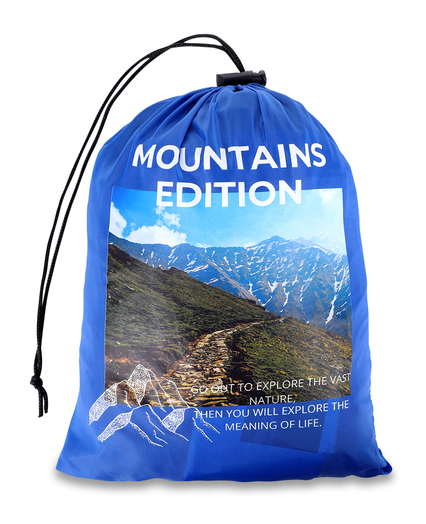 MOUNTAINS
EDITION
GO OUT TO EXPLORE THE VAST
NATURE,
THEN YOU WILL EXPLORE THE
MEANING OF LIFE.